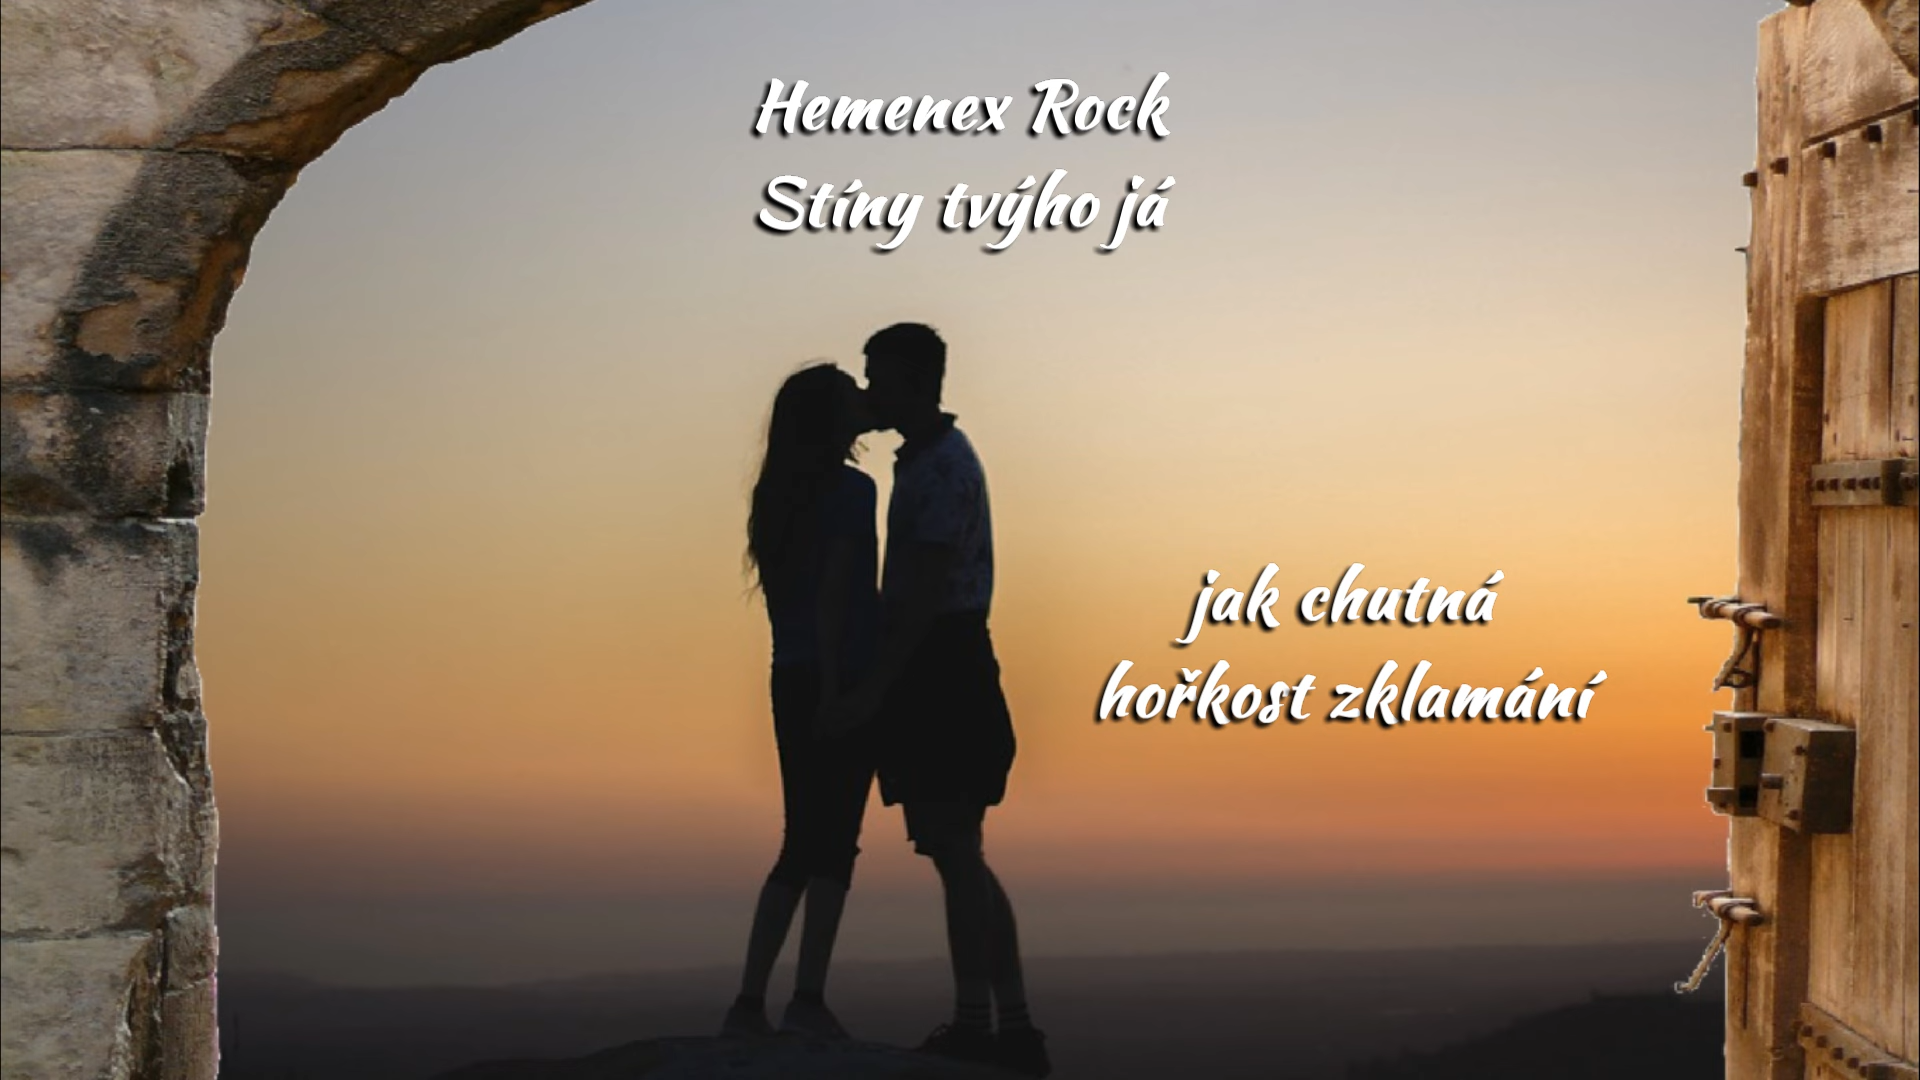 Hemenex Rock
Stíny tvýho já
jak chutná
hořkost zklamání